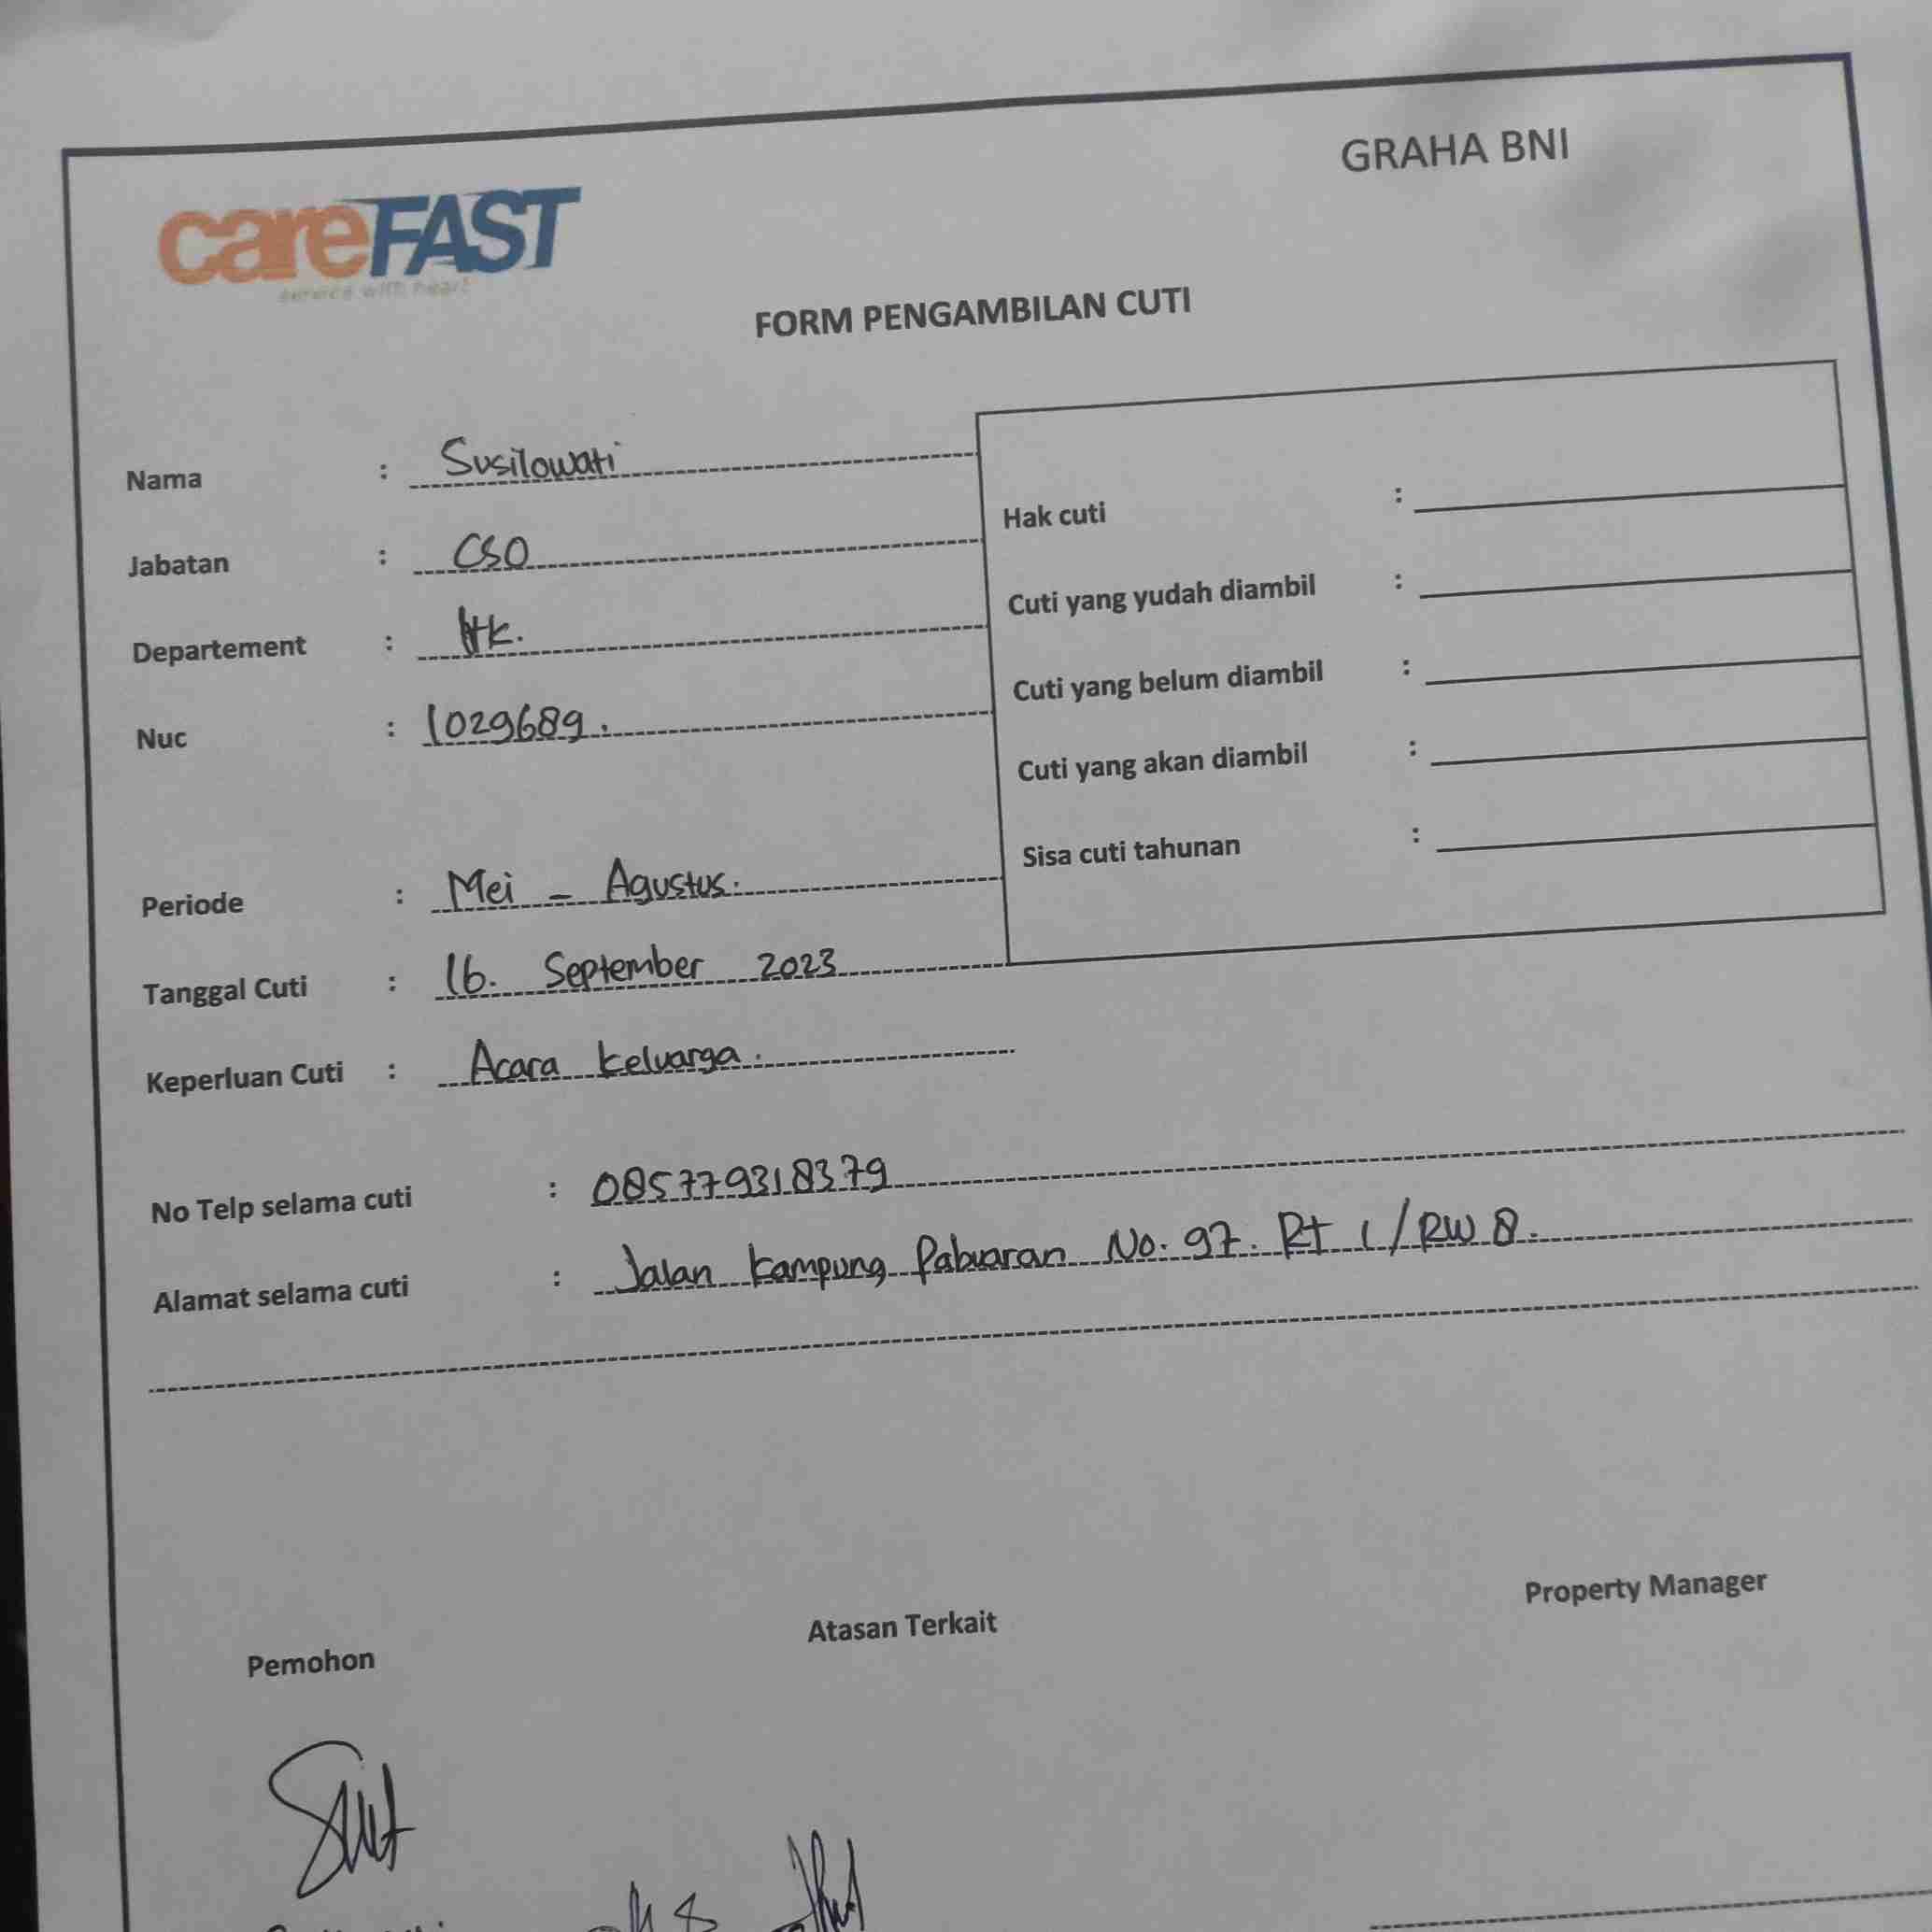 GRAHA BNI
careFAST
service with heart
FORM PENGAMBILAN CUTI
Nama : Susilowati
Jabatan : CSO
Departement : HK.
Nuc : 1029689.
Hak cuti :
Cuti yang yudah diambil :
Cuti yang belum diambil :
Cuti yang akan diambil :
Sisa cuti tahunan :
Periode : Mei - Agustus.
Tanggal Cuti : 16. September 2023
Keperluan Cuti : Acara keluarga.
No Telp selama cuti : 085779318379
Alamat selama cuti : Jalan Kampung Pabuaran No. 97. Rt 1/RW 8.
Pemohon
Atasan Terkait
Property Manager